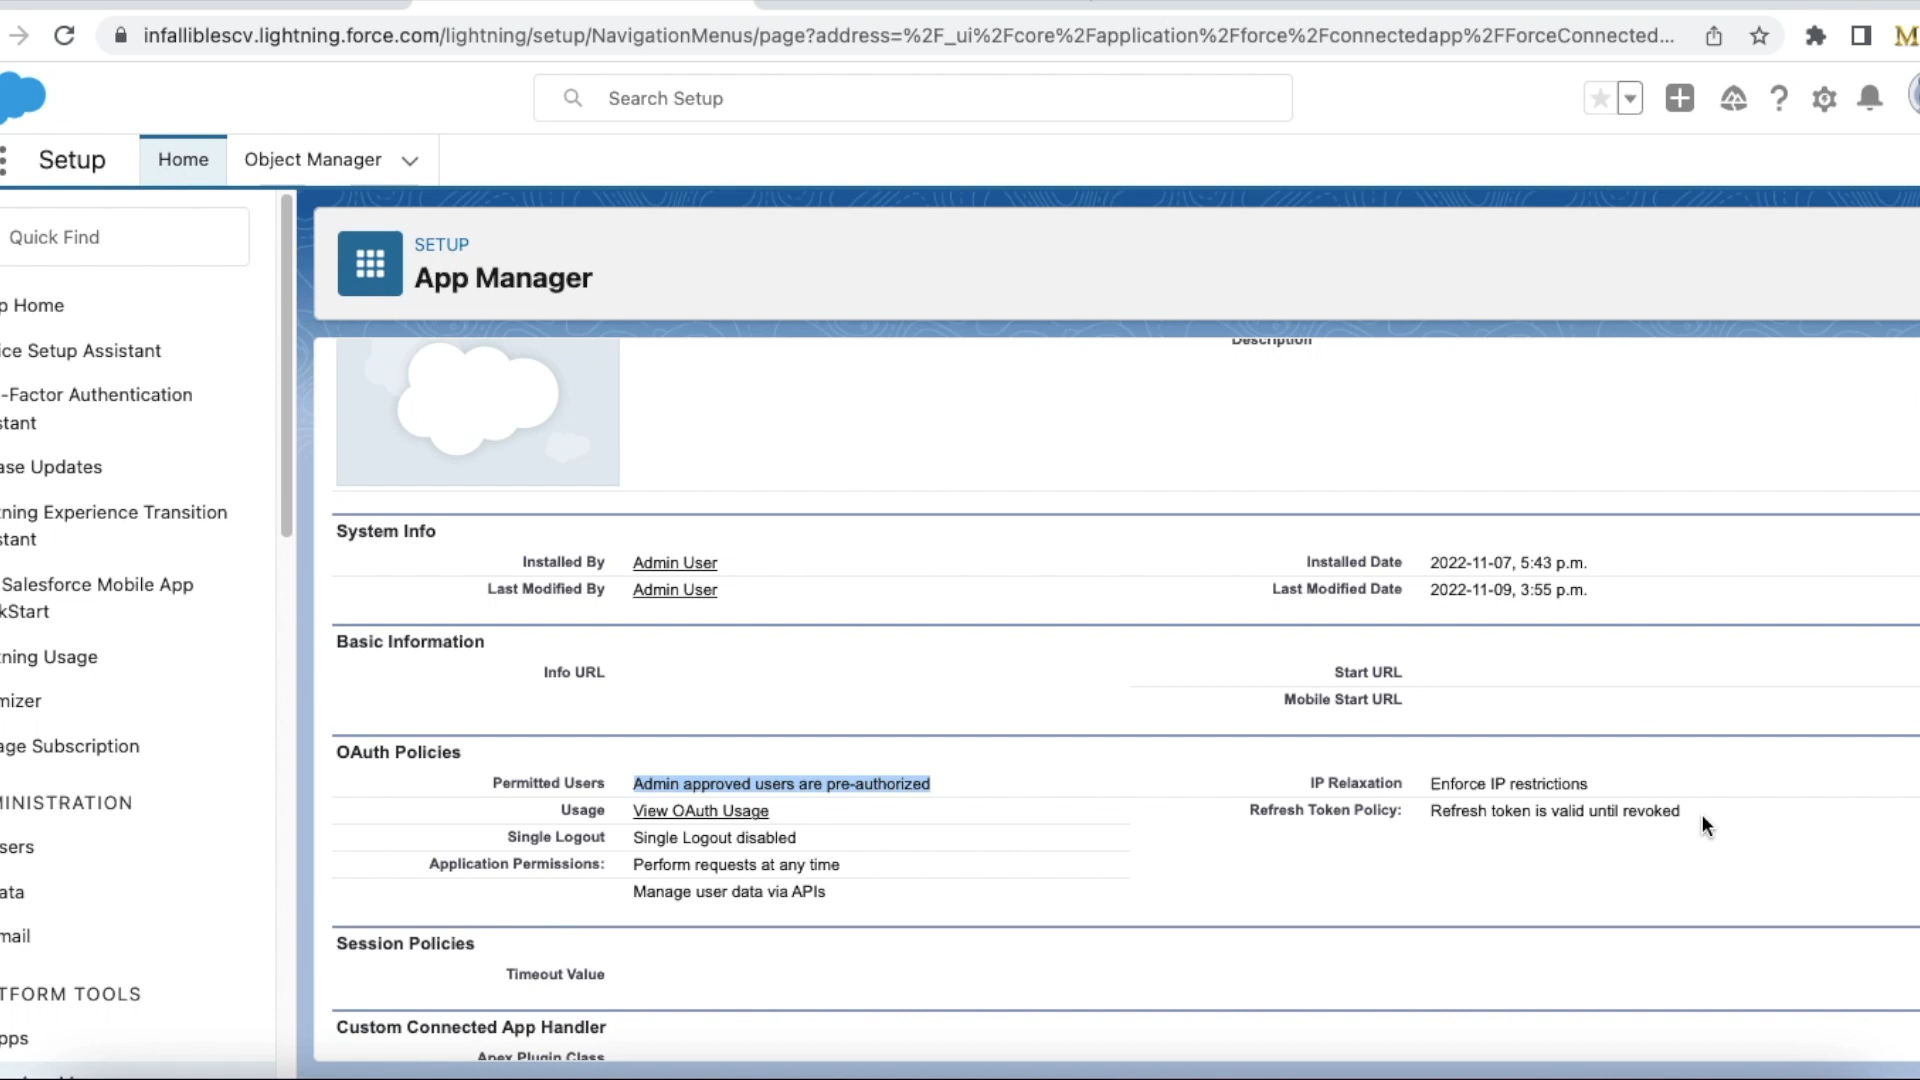 infalliblescv.lightning.force.com/lightning/setup/NavigationMenus/page?address=%2F_ui%2Fcore%2Fapplication%2Fforce%2Fconnectedapp%2FForceConnected...
Search Setup
Setup
Home
Object Manager
Quick Find
p Home
ice Setup Assistant
-Factor Authentication
stant
ase Updates
tning Experience Transition
stant
Salesforce Mobile App
kStart
tning Usage
mizer
age Subscription
MINISTRATION
sers
ata
mail
TFORM TOOLS
pps
SETUP
App Manager
Description
System Info
Installed By Admin User Installed Date 2022-11-07, 5:43 p.m.
Last Modified By Admin User Last Modified Date 2022-11-09, 3:55 p.m.
Basic Information
Info URL Start URL
Mobile Start URL
OAuth Policies
Permitted Users Admin approved users are pre-authorized IP Relaxation Enforce IP restrictions
Usage View OAuth Usage Refresh Token Policy: Refresh token is valid until revoked
Single Logout Single Logout disabled
Application Permissions: Perform requests at any time
Manage user data via APIs
Session Policies
Timeout Value
Custom Connected App Handler
Apex Plugin Class